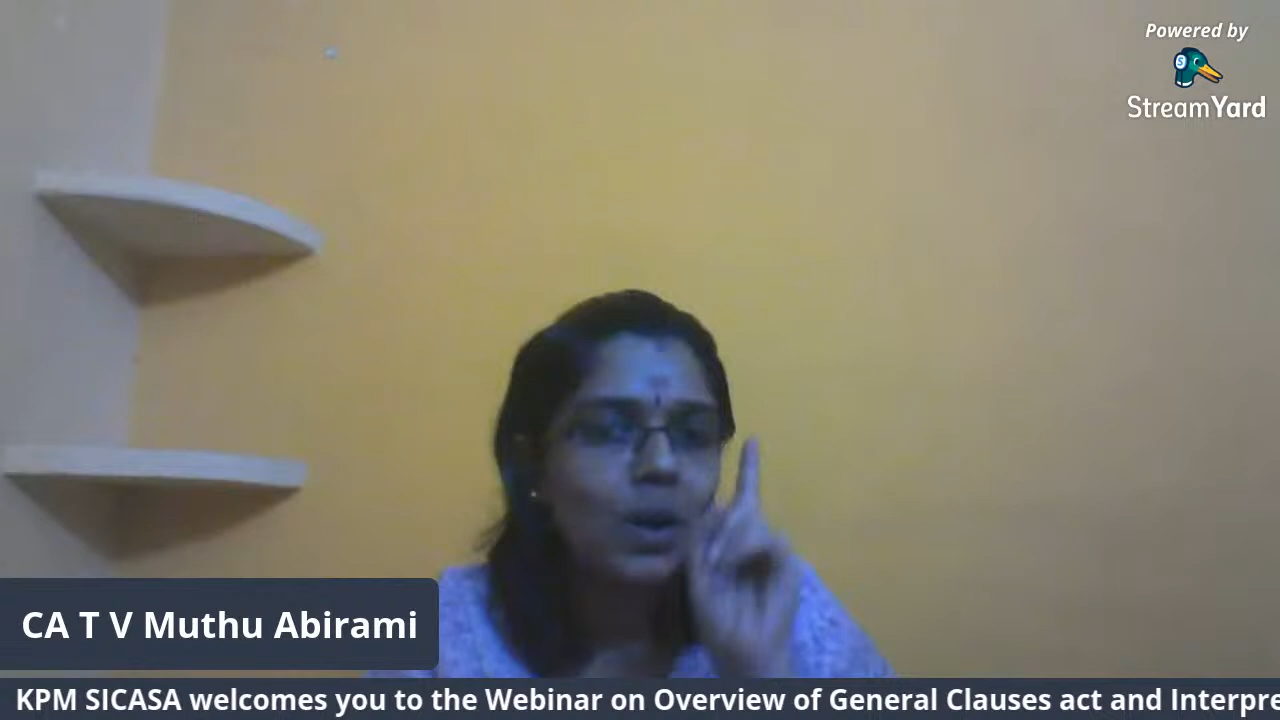 Powered by
StreamYard
CA T V Muthu Abirami
KPM SICASA welcomes you to the Webinar on Overview of General Clauses act and Interpre